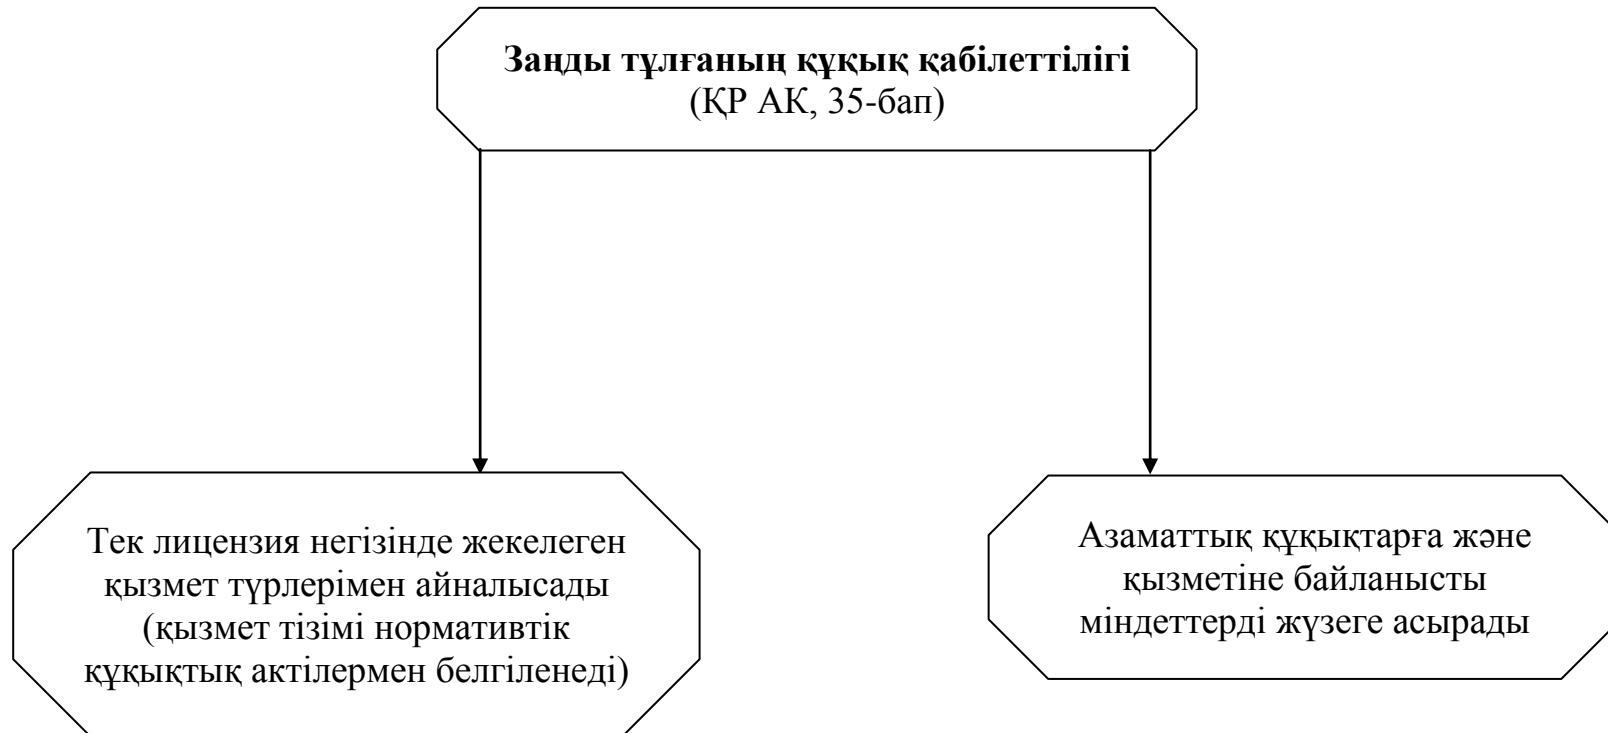 Заңды тұлғаның құқық қабілеттілігі
(ҚР АК, 35-бап)
Тек лицензия негізінде жекелеген
қызмет түрлерімен айналысады
(қызмет тізімі нормативтік
құқықтық актілермен белгіленеді)
Азаматтық құқықтарға және
қызметіне байланысты
міндеттерді жүзеге асырады